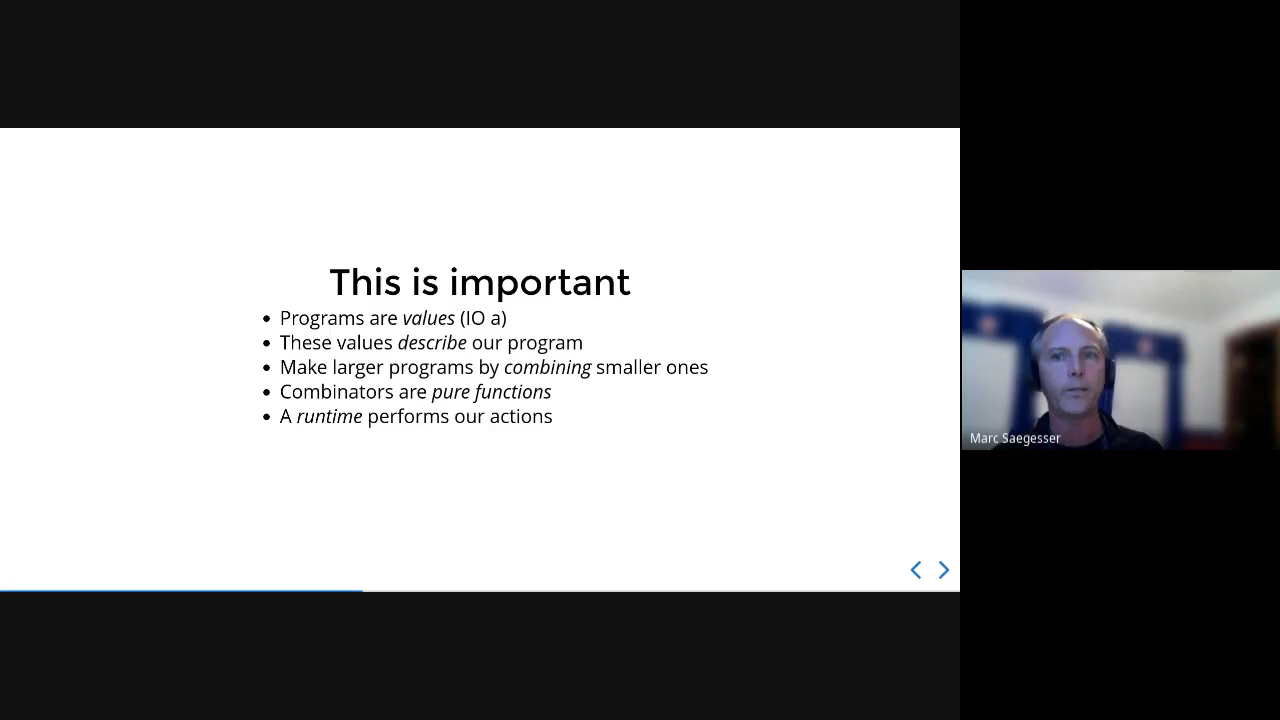 This is important
Programs are values (IO a)
These values describe our program
Make larger programs by combining smaller ones
Combinators are pure functions
A runtime performs our actions
Marc Saegesser